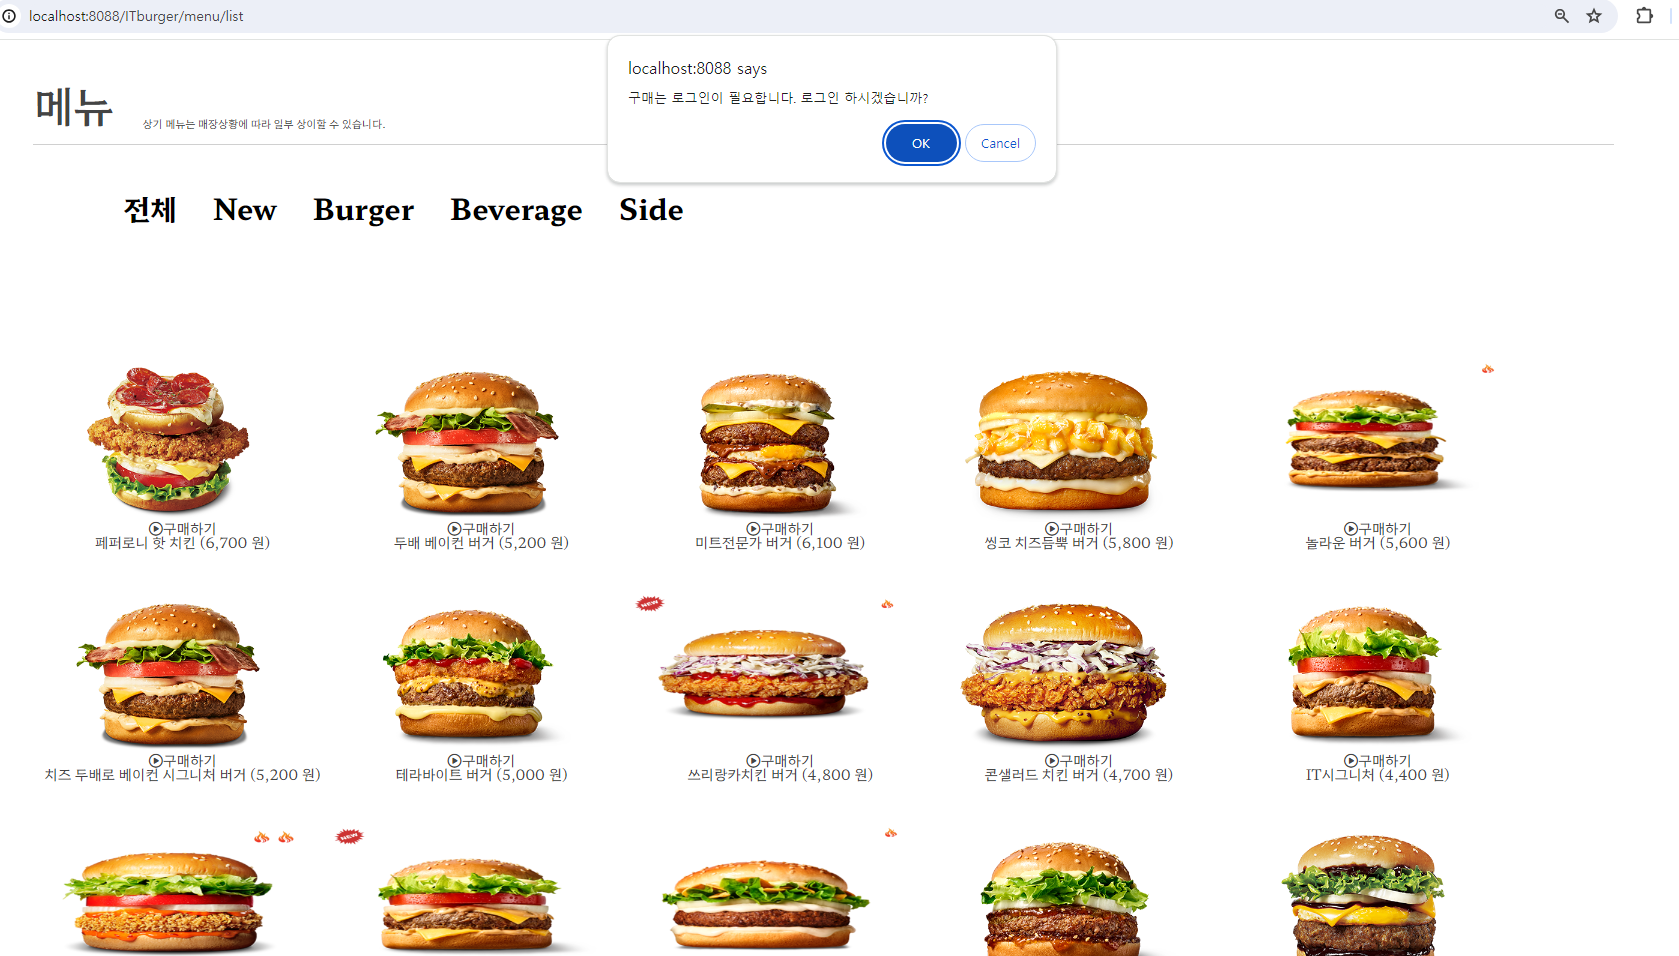 localhost:8088/ITburger/menu/list
localhost:8088 says
구매는 로그인이 필요합니다. 로그인 하시겠습니까?
OK Cancel
메뉴 상기 메뉴는 매장상황에 따라 일부 상이할 수 있습니다.
전체 New Burger Beverage Side
구매하기 구매하기 구매하기 구매하기 구매하기
페퍼로니 핫 치킨 (6,700 원) 두배 베이컨 버거 (5,200 원) 미트전문가 버거 (6,100 원) 씽코 치즈듬뿍 버거 (5,800 원) 놀라운 버거 (5,600 원)
NEW
구매하기 구매하기 구매하기 구매하기 구매하기
치즈 두배로 베이컨 시그니처 버거 (5,200 원) 테라바이트 버거 (5,000 원) 쓰리랑카치킨 버거 (4,800 원) 콘샐러드 치킨 버거 (4,700 원) IT시그니처 (4,400 원)
NEW